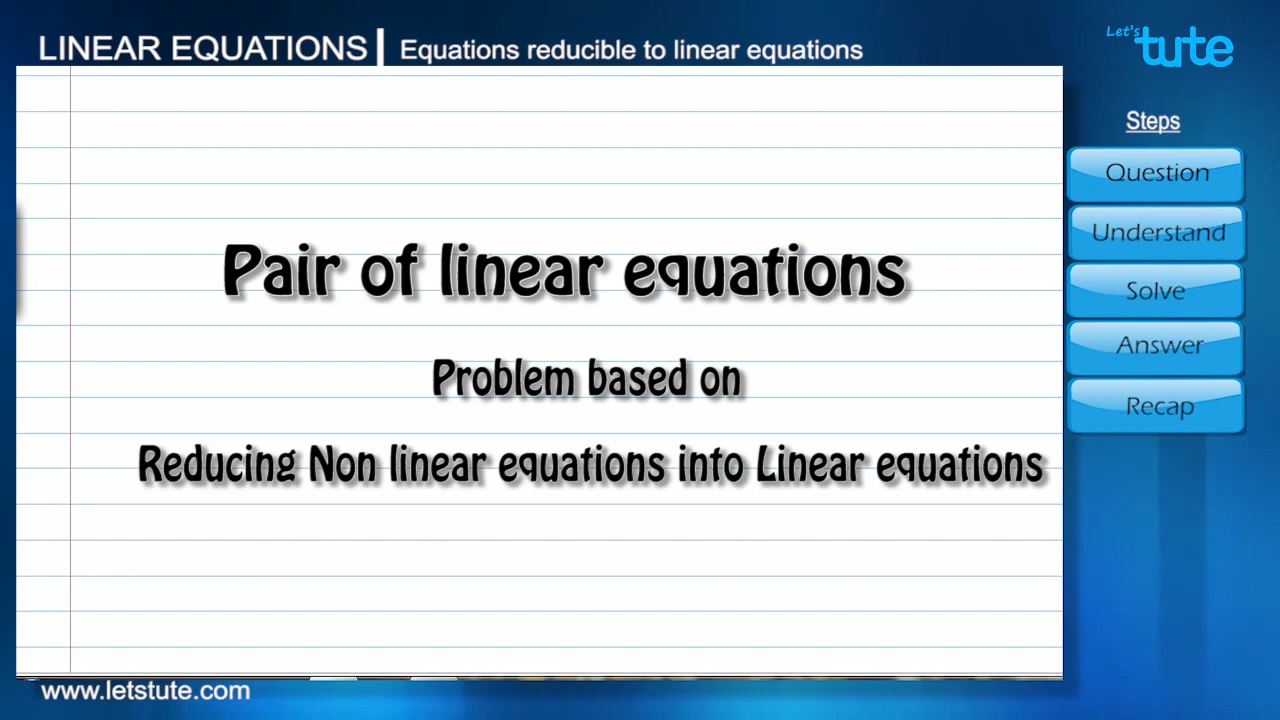 LINEAR EQUATIONS | Equations reducible to linear equations
Let's tute
Pair of linear equations
Problem based on
Reducing Non linear equations into Linear equations
Steps
Question
Understand
Solve
Answer
Recap
www.letstute.com